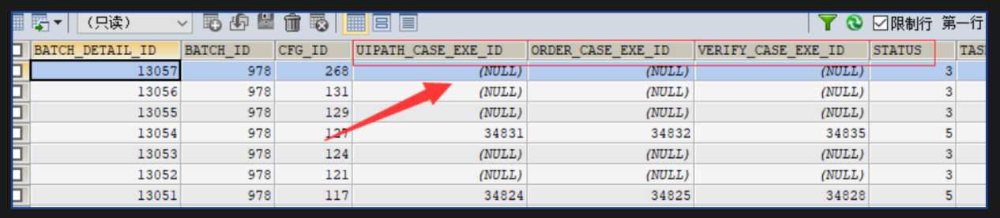 （只读） 限制行 第一行
BATCH_DETAIL_ID BATCH_ID CFG_ID UIPATH_CASE_EXE_ID ORDER_CASE_EXE_ID VERIFY_CASE_EXE_ID STATUS TAS
13057 978 268 (NULL) (NULL) (NULL) 3
13056 978 131 (NULL) (NULL) (NULL) 3
13055 978 129 (NULL) (NULL) (NULL) 3
13054 978 127 34831 34832 34835 5
13053 978 124 (NULL) (NULL) (NULL) 3
13052 978 121 (NULL) (NULL) (NULL) 3
13051 978 117 34824 34825 34828 5